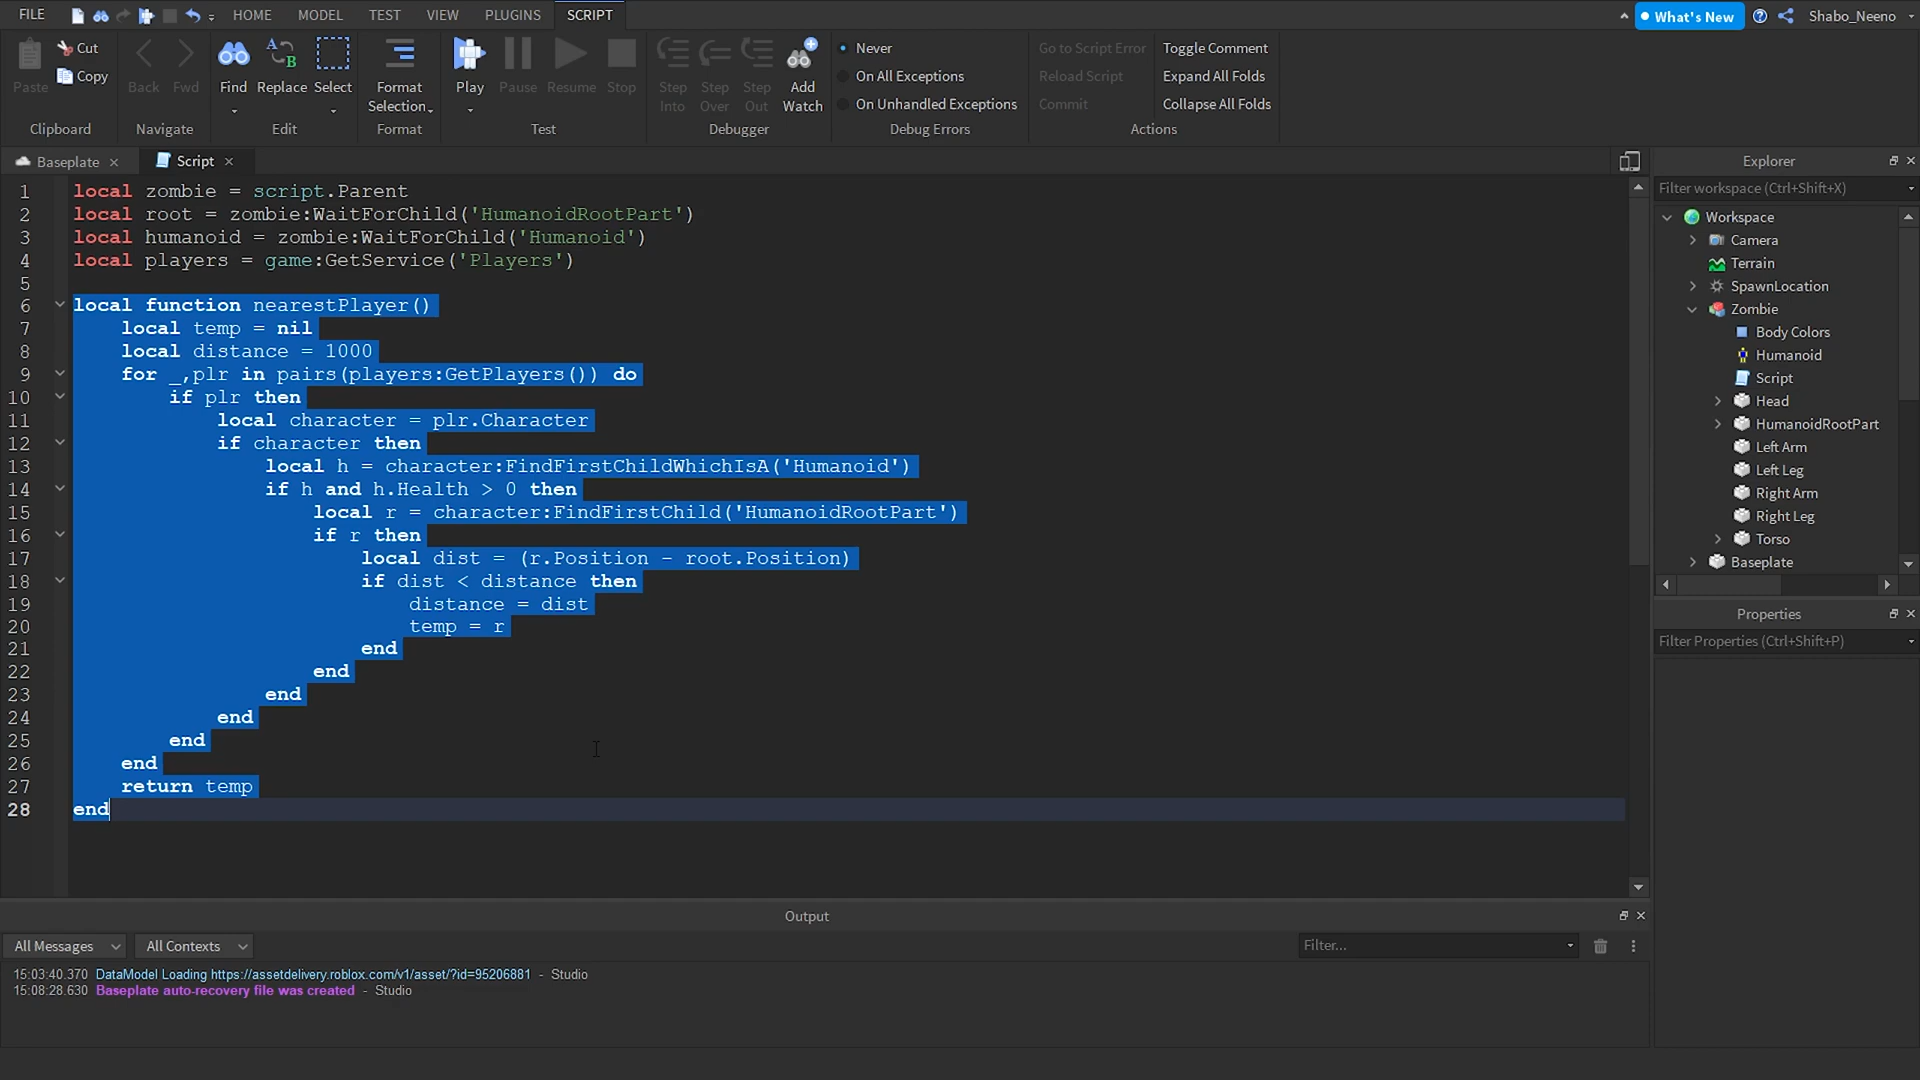 FILE HOME MODEL TEST VIEW PLUGINS SCRIPT What's New Shabo_Neeno
Paste Cut Copy Clipboard
Back Fwd Navigate
Find Replace Select Edit
Format Selection Format
Play Pause Resume Stop Test
Step Into Step Over Step Out Add Watch Debugger
Never
On All Exceptions
On Unhandled Exceptions
Debug Errors
Go to Script Error
Reload Script
Commit
Toggle Comment
Expand All Folds
Collapse All Folds
Actions
Baseplate Script
1 local zombie = script.Parent
2 local root = zombie:WaitForChild('HumanoidRootPart')
3 local humanoid = zombie:WaitForChild('Humanoid')
4 local players = game:GetService('Players')
5
6 local function nearestPlayer()
7 local temp = nil
8 local distance = 1000
9 for _,plr in pairs(players:GetPlayers()) do
10 if plr then
11 local character = plr.Character
12 if character then
13 local h = character:FindFirstChildWhichIsA('Humanoid')
14 if h and h.Health > 0 then
15 local r = character:FindFirstChild('HumanoidRootPart')
16 if r then
17 local dist = (r.Position - root.Position)
18 if dist < distance then
19 distance = dist
20 temp = r
21 end
22 end
23 end
24 end
25 end
26 end
27 return temp
28 end
Explorer
Filter workspace (Ctrl+Shift+X)
Workspace
Camera
Terrain
SpawnLocation
Zombie
Body Colors
Humanoid
Script
Head
HumanoidRootPart
Left Arm
Left Leg
Right Arm
Right Leg
Torso
Baseplate
Properties
Filter Properties (Ctrl+Shift+P)
Output
All Messages All Contexts Filter...
15:03:40.370 DataModel Loading https://assetdelivery.roblox.com/v1/asset/?id=95206881 - Studio
15:08:28.630 Baseplate auto-recovery file was created - Studio